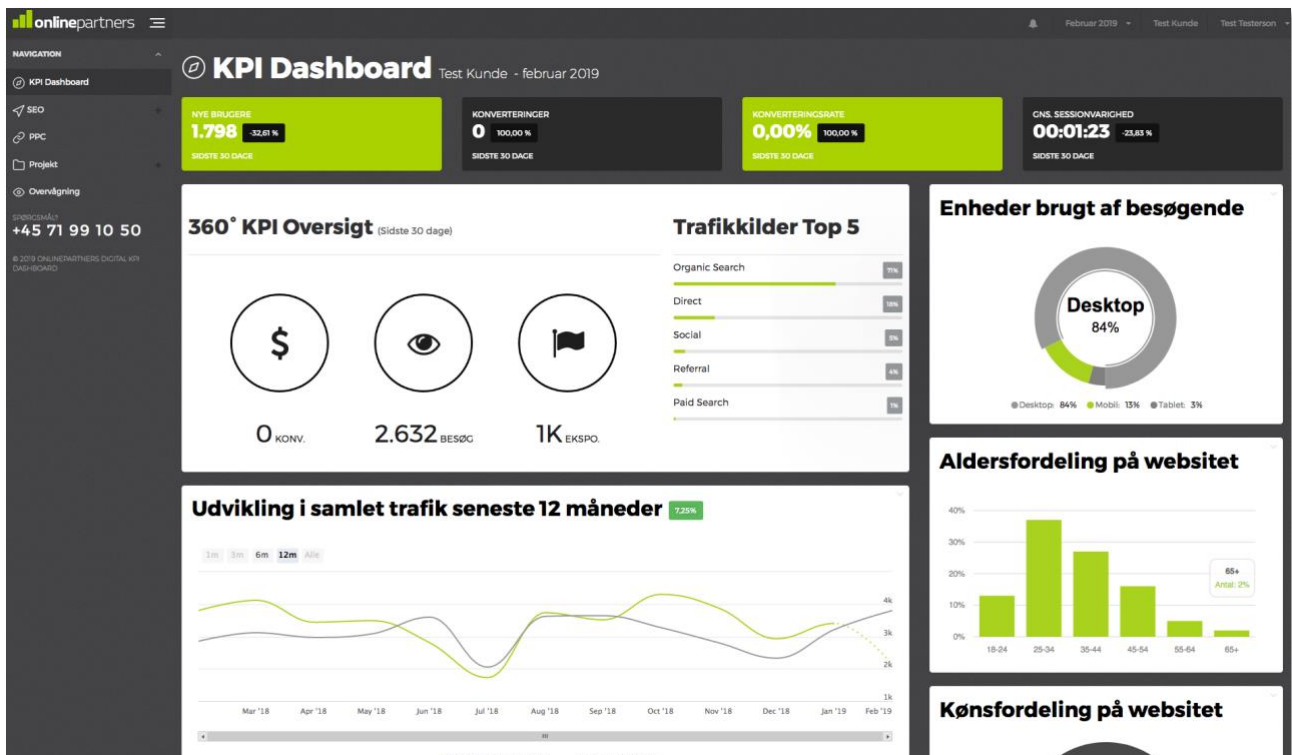 onlinepartners
Februar 2019
Test Kunde
Test Testerson
NAVIGATION
KPI Dashboard
SEO
PPC
Projekt
Overvågning
SPØRGSMÅL?
+45 71 99 10 50
© 2019 ONLINEPARTNERS DIGITAL KPI
DASHBOARD
KPI Dashboard Test Kunde - februar 2019
NYE BRUGERE
1.798 -32,61 %
SIDSTE 30 DAGE
KONVERTERINGER
0 100,00 %
SIDSTE 30 DAGE
KONVERTERINGSRATE
0,00% 100,00 %
SIDSTE 30 DAGE
GNS. SESSIONVARIGHED
00:01:23 -23,83 %
SIDSTE 30 DAGE
360° KPI Oversigt (Sidste 30 dage)
0 KONV.
2.632 BESØG
1K EKSPO.
Trafikkilder Top 5
Organic Search 71%
Direct 18%
Social 5%
Referral 4%
Paid Search 1%
Enheder brugt af besøgende
Desktop
84%
Desktop: 84% Mobil: 13% Tablet: 3%
Udvikling i samlet trafik seneste 12 måneder 7,25%
1m 3m 6m 12m Alle
4k
3k
2k
1k
Mar '18 Apr '18 May '18 Jun '18 Jul '18 Aug '18 Sep '18 Oct '18 Nov '18 Dec '18 Jan '19 Feb '19
Aldersfordeling på websitet
40%
30%
20%
10%
0%
65+
Antal: 2%
18-24 25-34 35-44 45-54 55-64 65+
Kønsfordeling på websitet